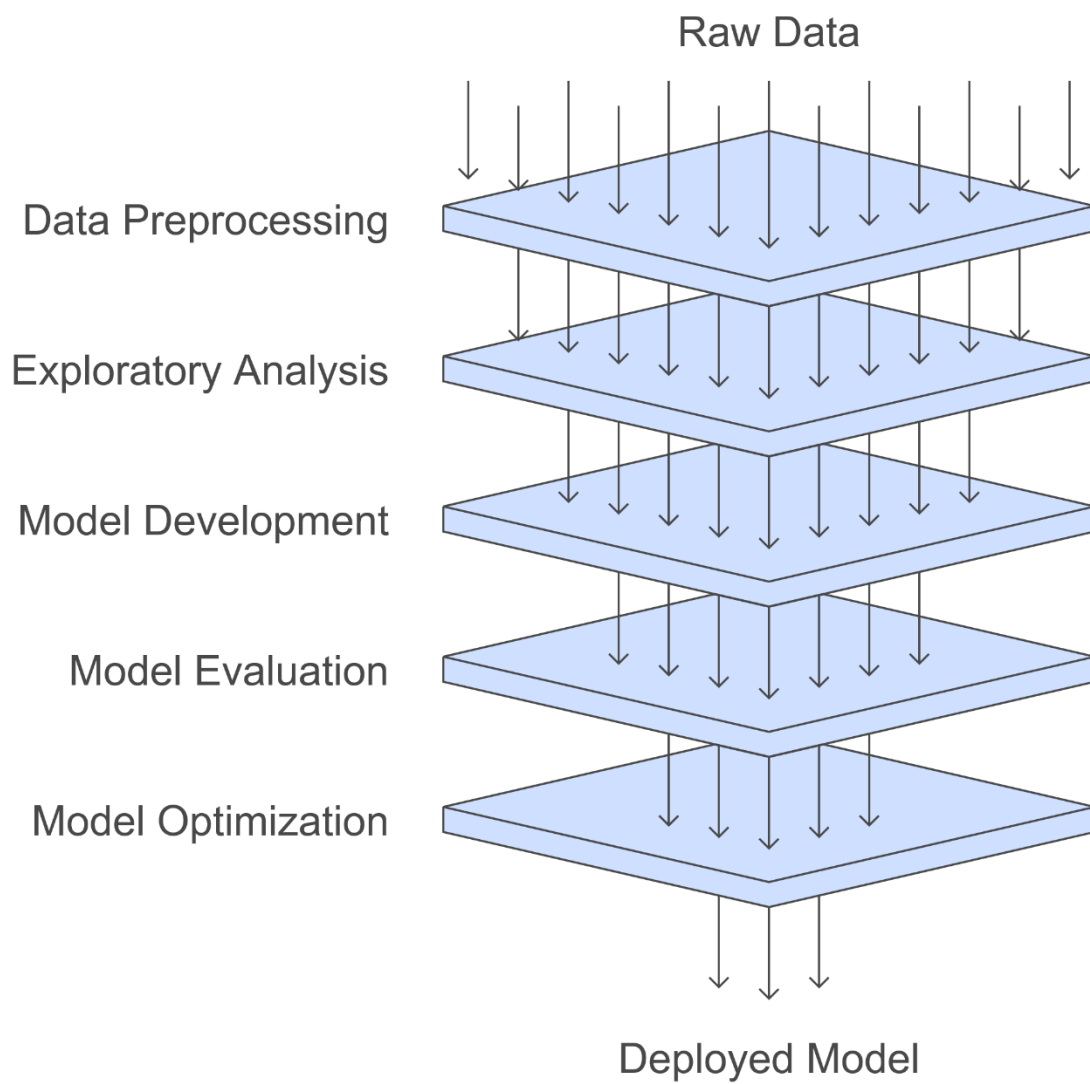 Raw Data
Data Preprocessing
Exploratory Analysis
Model Development
Model Evaluation
Model Optimization
Deployed Model